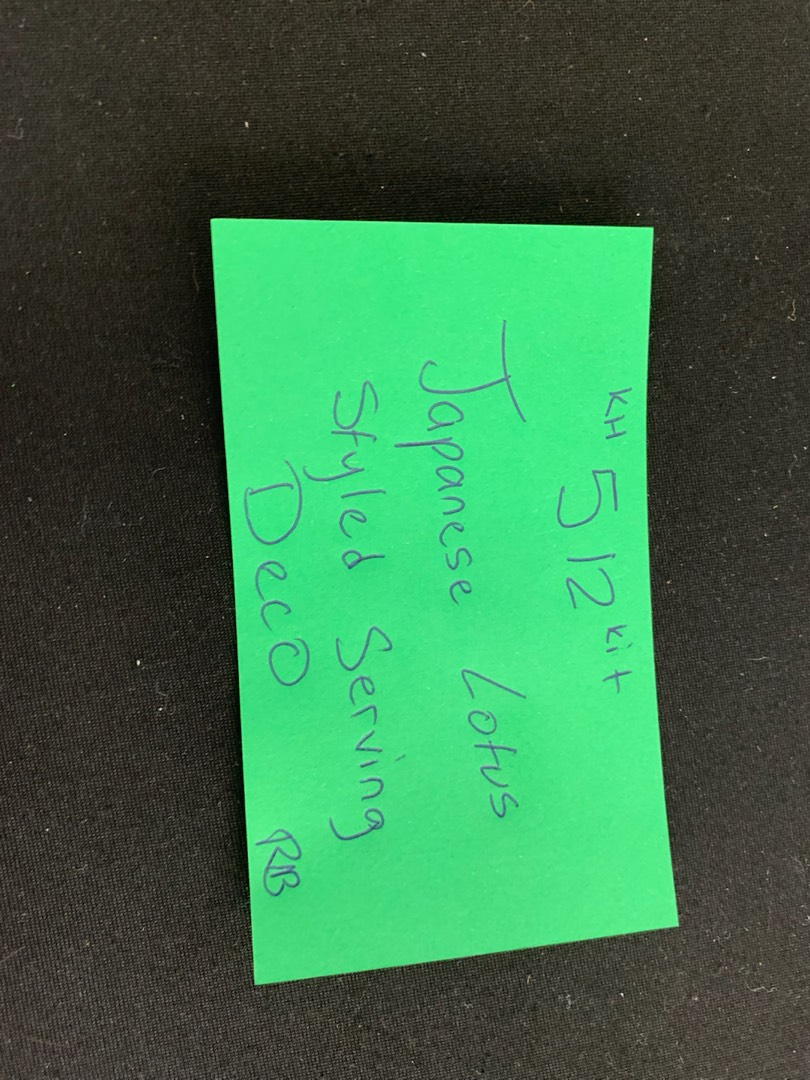 KH 512 kit
Japanese Lotus
Styled Serving
Deco
RB